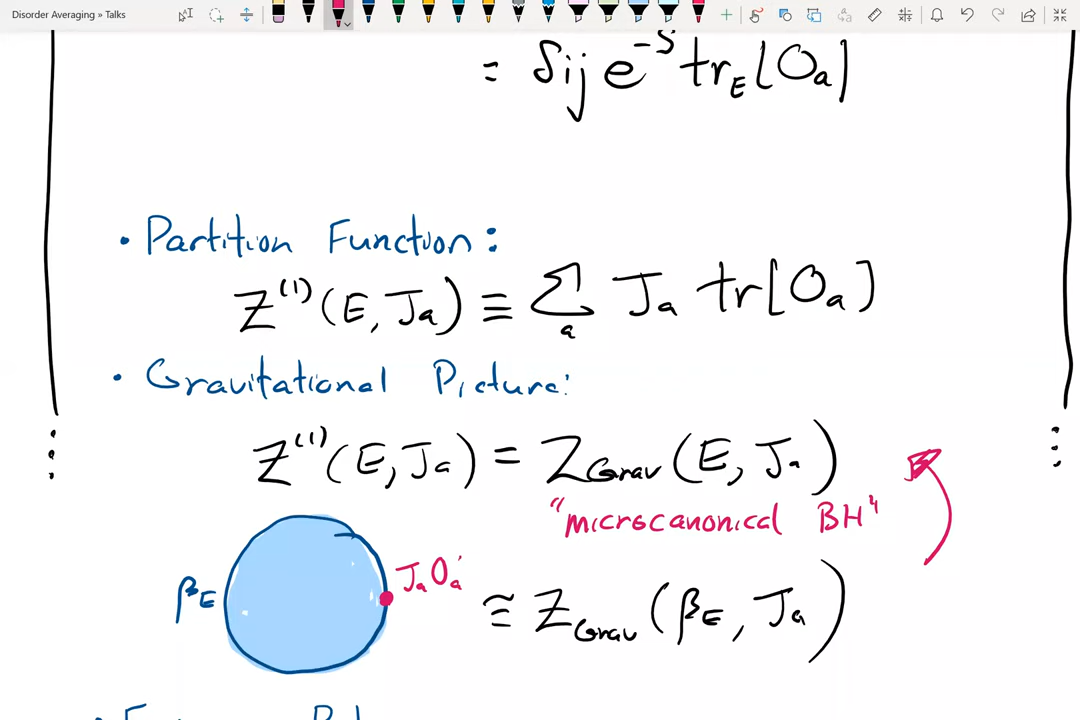 Disorder Averaging » Talks
= δij e^-S tr_E[O_a]
• Partition Function:
Z^(1)(E, J_a) ≡ Σ_a J_a tr[O_a]
• Gravitational Picture:
Z^(1)(E, J_a) = Z_Grav(E, J_a)
"microcanonical BH"
β_E
J_a O_a
≅ Z_Grav(β_E, J_a)